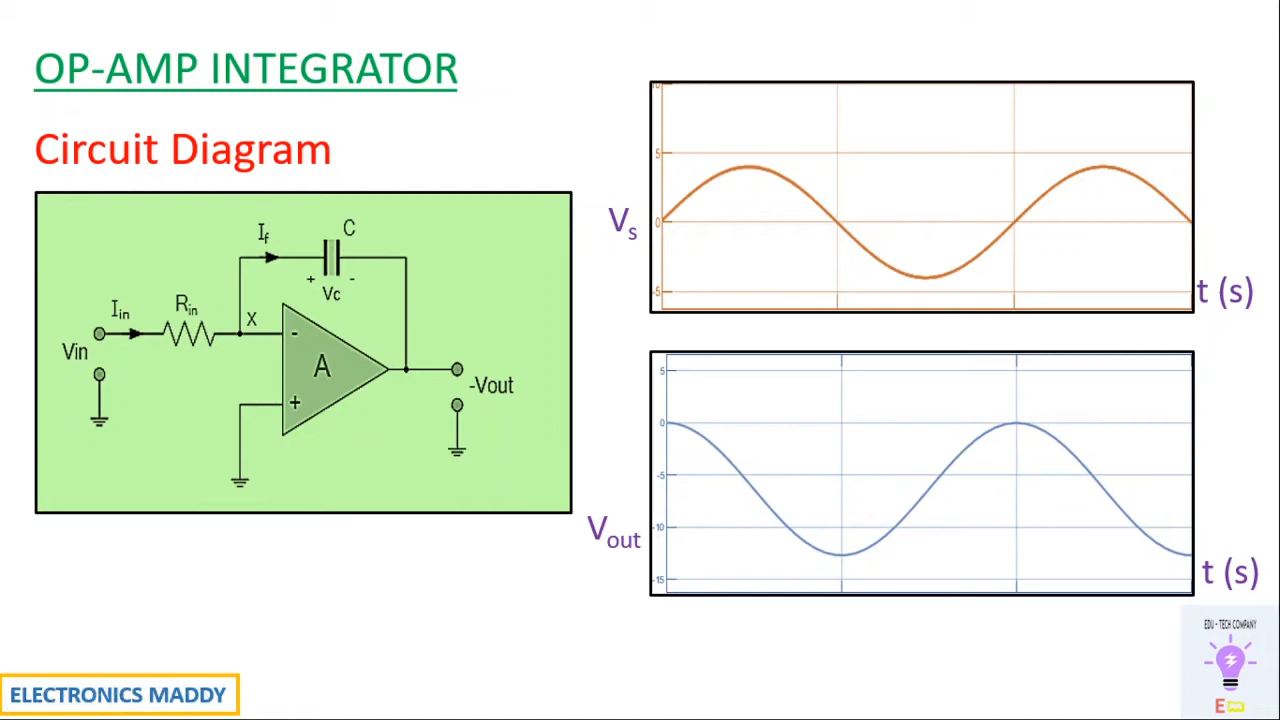 OP-AMP INTEGRATOR
Circuit Diagram
If
C
+ -
Vc
Iin
Rin
X
Vin
-
A
+
-Vout
10
5
0
-5
Vs
t (s)
5
0
-5
-10
-15
Vout
t (s)
EDU - TECH COMPANY
E
ELECTRONICS MADDY